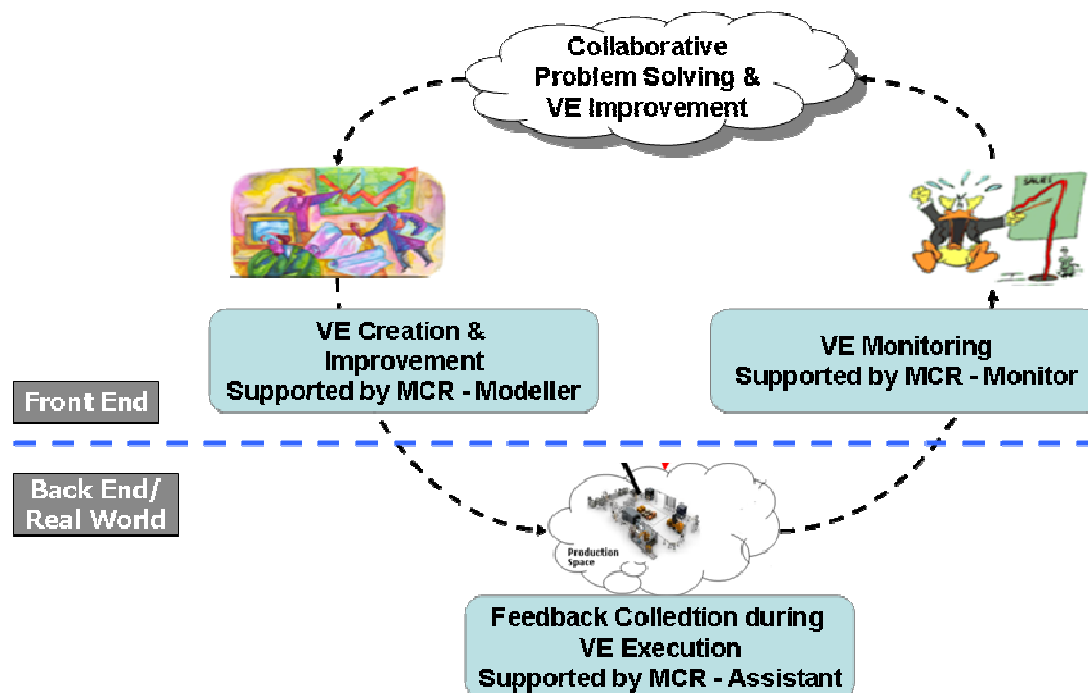 Collaborative
Problem Solving &
VE Improvement
SALES
VE Creation &
Improvement
Supported by MCR - Modeller
VE Monitoring
Supported by MCR - Monitor
Front End
Back End/
Real World
Production
Space
Feedback Colledtion during
VE Execution
Supported by MCR - Assistant